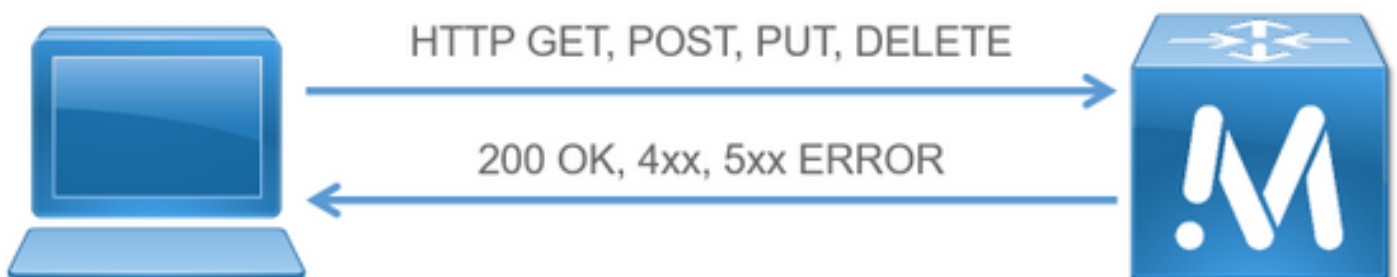 HTTP GET, POST, PUT, DELETE
200 OK, 4xx, 5xx ERROR